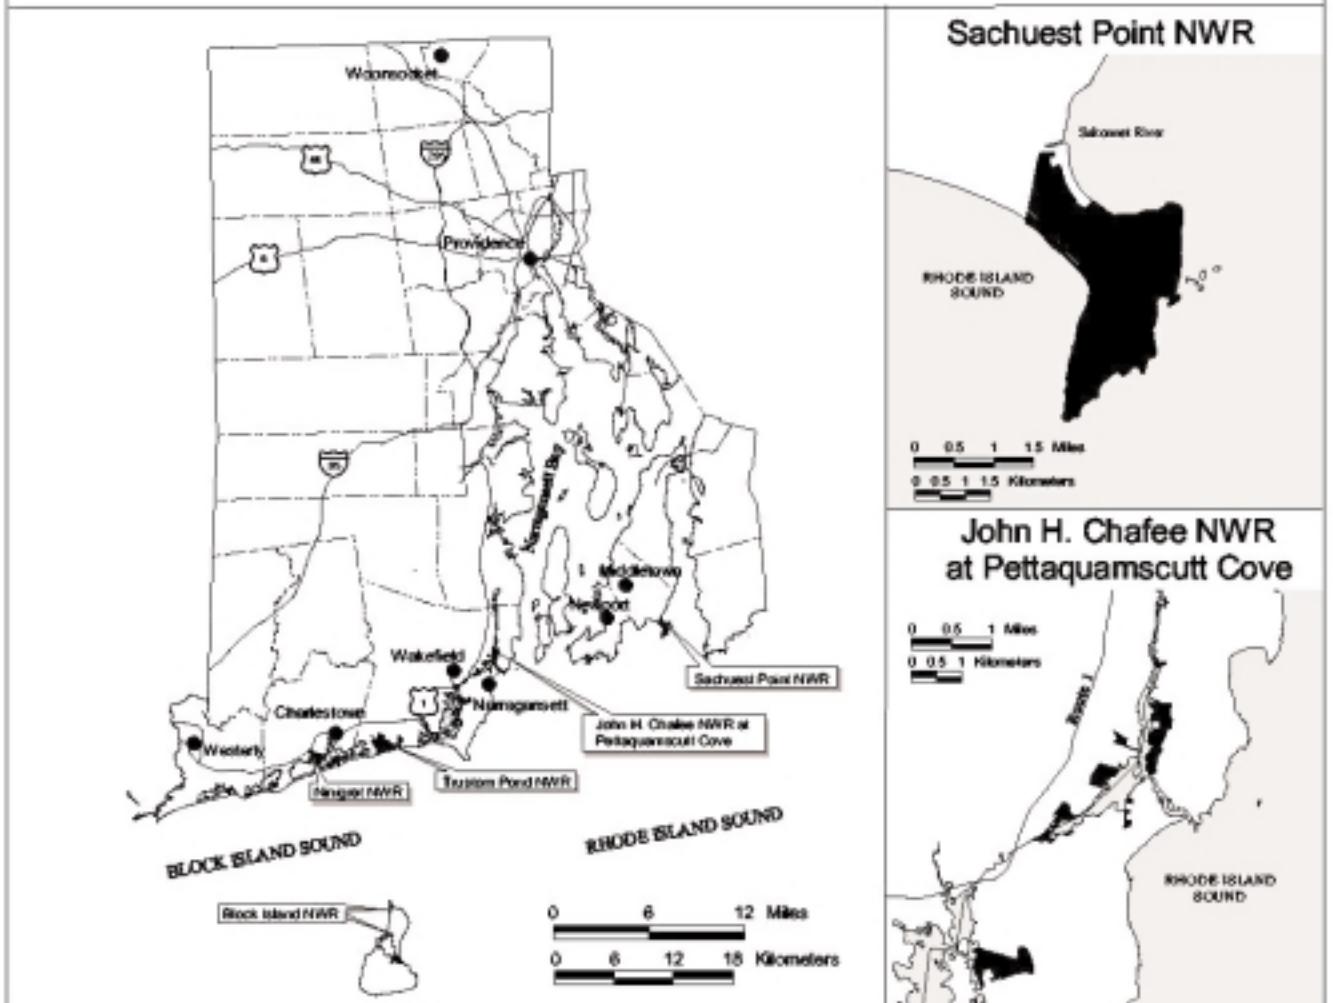 Woonsocket
Providence
6
95
Narragansett Bay
Middletown
Newport
Wakefield
1
Narragansett
Charlestown
Westerly
Sachuest Point NWR
John H. Chafee NWR at
Pettaquamscutt Cove
Trustom Pond NWR
Ninigret NWR
BLOCK ISLAND SOUND
RHODE ISLAND SOUND
Block Island NWR
0 6 12 Miles
0 6 12 18 Kilometers
Sachuest Point NWR
Sakonnet River
RHODE ISLAND
SOUND
0 0.5 1 1.5 Miles
0 0.5 1 1.5 Kilometers
John H. Chafee NWR
at Pettaquamscutt Cove
0 0.5 1 Miles
0 0.5 1 Kilometers
Route 1
RHODE ISLAND
SOUND